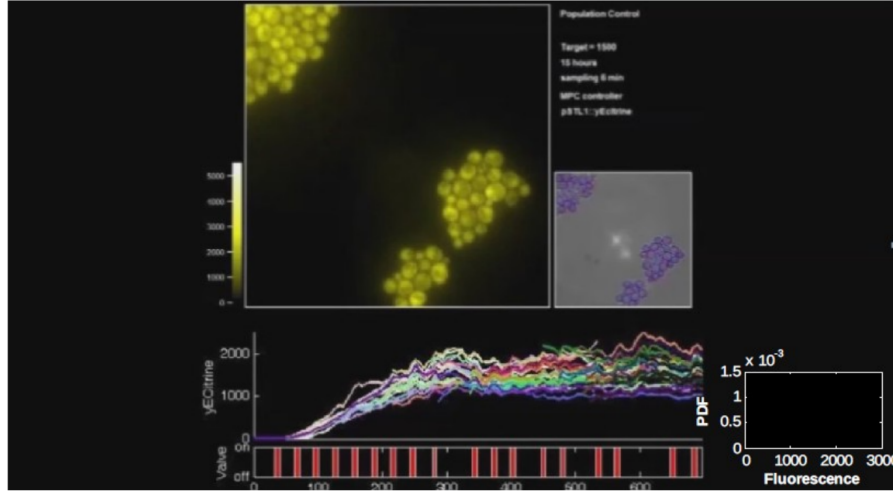 Population Control
Target = 1500
15 hours
sampling 6 min
MPC controller
pSTL1::yEcitrine
5000
4000
3000
2000
1000
0
2000
1000
0
yECitrine
on
off
Valve
0 100 200 300 400 500 600
x 10⁻³
1.5
1
0.5
0
PDF
0 1000 2000 3000
Fluorescence